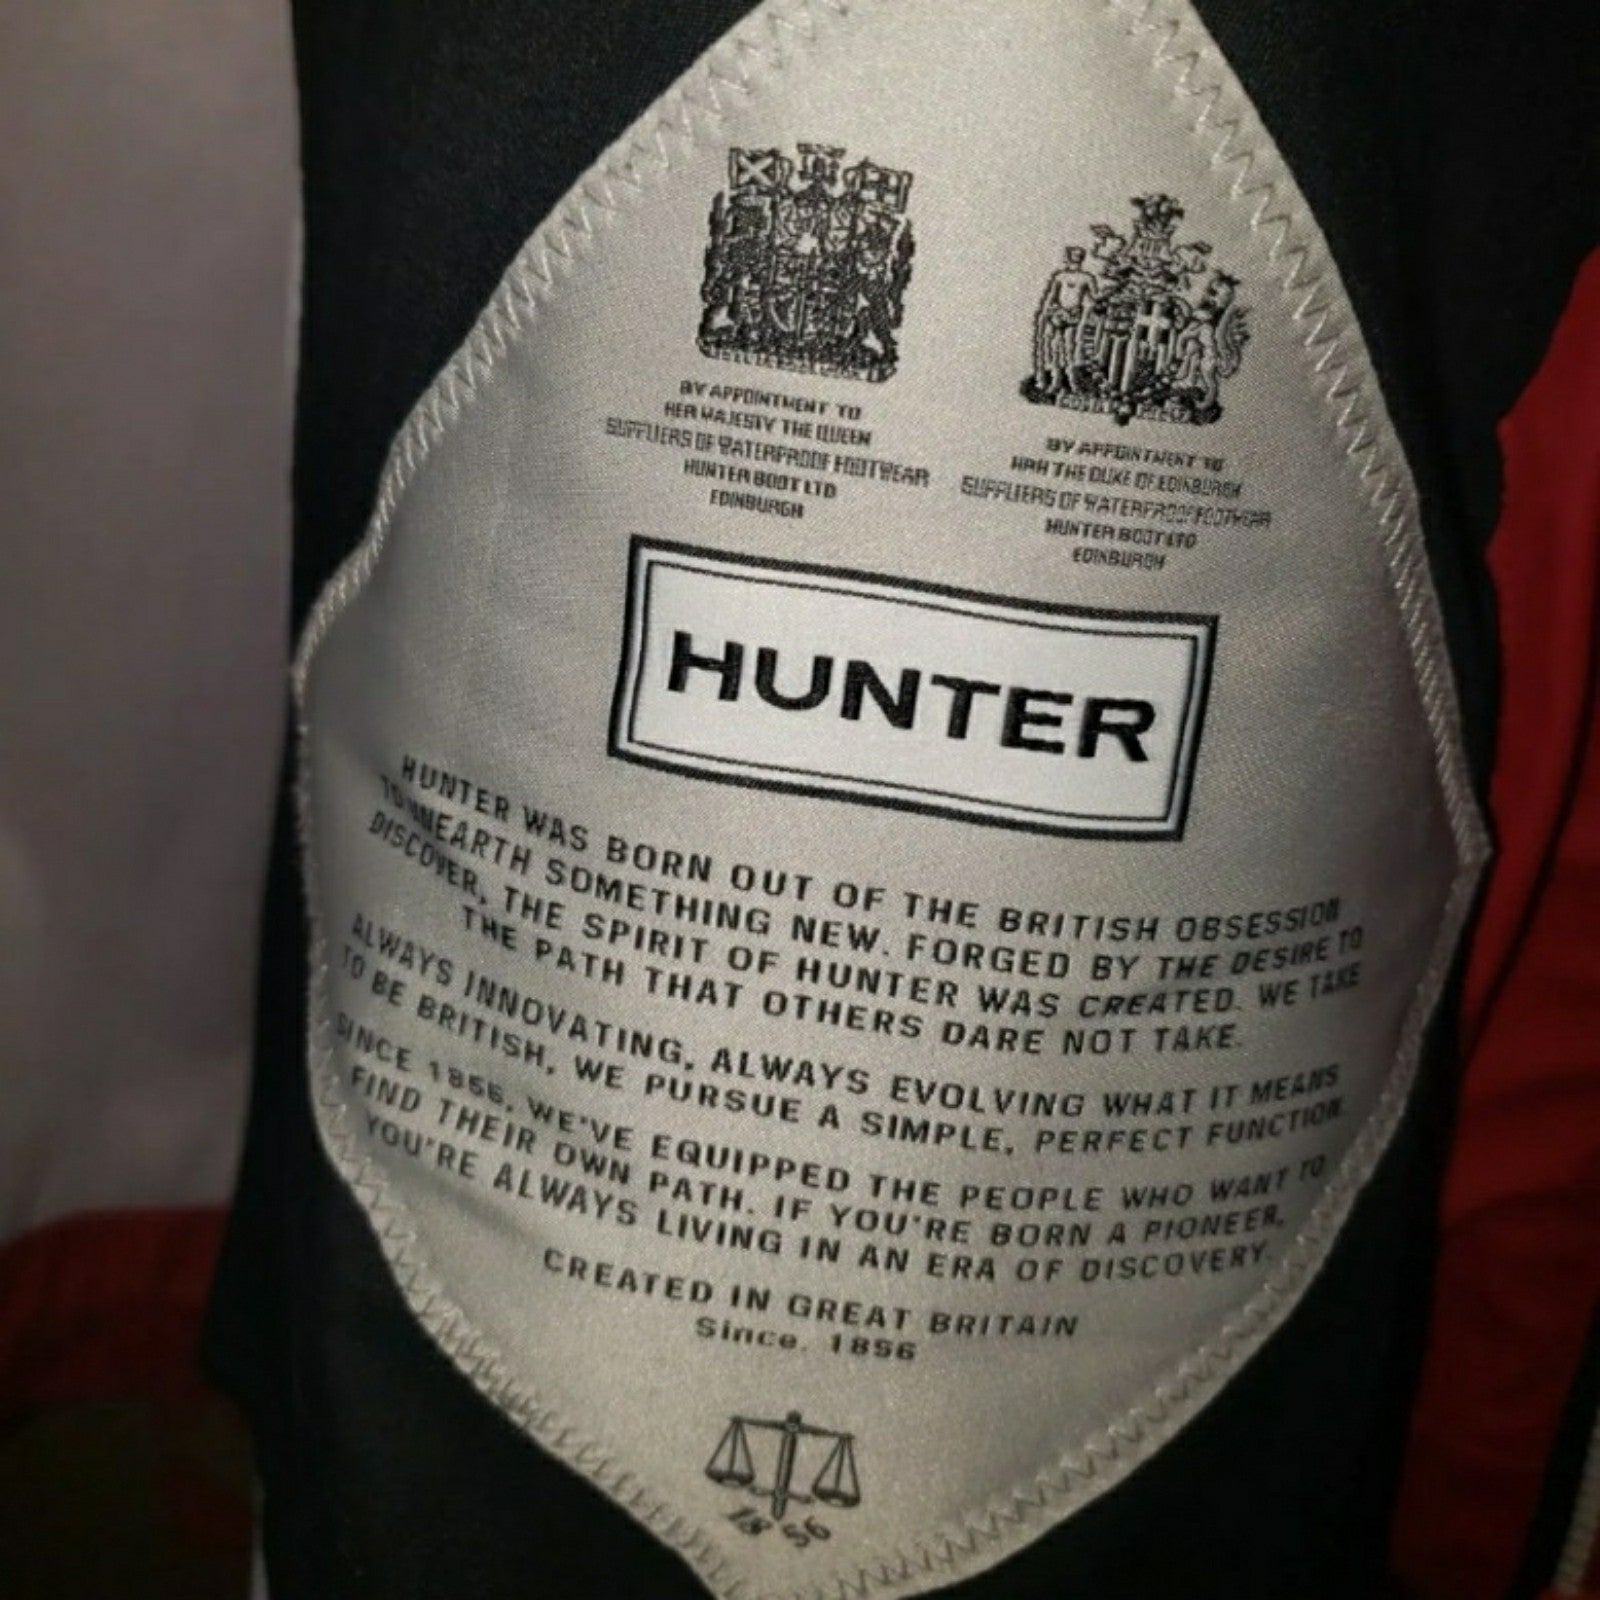 BY APPOINTMENT TO
HER MAJESTY THE QUEEN
SUPPLIERS OF WATERPROOF FOOTWEAR
HUNTER BOOT LTD
EDINBURGH
BY APPOINTMENT TO
HRH THE DUKE OF EDINBURGH
SUPPLIERS OF WATERPROOF FOOTWEAR
HUNTER BOOT LTD
EDINBURGH
HUNTER
HUNTER WAS BORN OUT OF THE BRITISH OBSESSION
TO UNEARTH SOMETHING NEW. FORGED BY THE DESIRE TO
DISCOVER, THE SPIRIT OF HUNTER WAS CREATED. WE TAKE
THE PATH THAT OTHERS DARE NOT TAKE.
ALWAYS INNOVATING, ALWAYS EVOLVING WHAT IT MEANS
TO BE BRITISH, WE PURSUE A SIMPLE, PERFECT FUNCTION.
SINCE 1856, WE'VE EQUIPPED THE PEOPLE WHO WANT TO
FIND THEIR OWN PATH. IF YOU'RE BORN A PIONEER,
YOU'RE ALWAYS LIVING IN AN ERA OF DISCOVERY.
CREATED IN GREAT BRITAIN
Since. 1856
1856